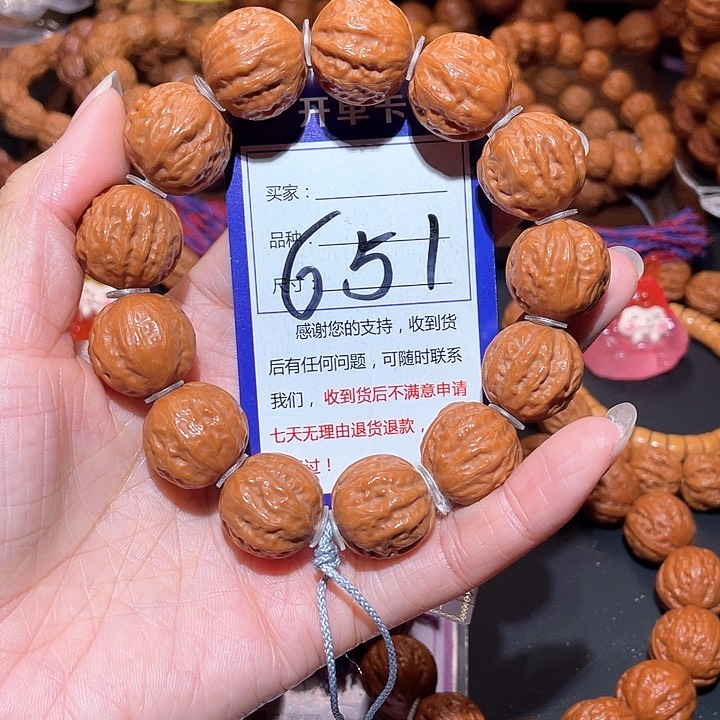 开单卡
买家：
品种：
尺寸：
651
感谢您的支持，收到货
后有任何问题，可随时联系
我们，收到货后不满意申请
七天无理由退货退款，
过！